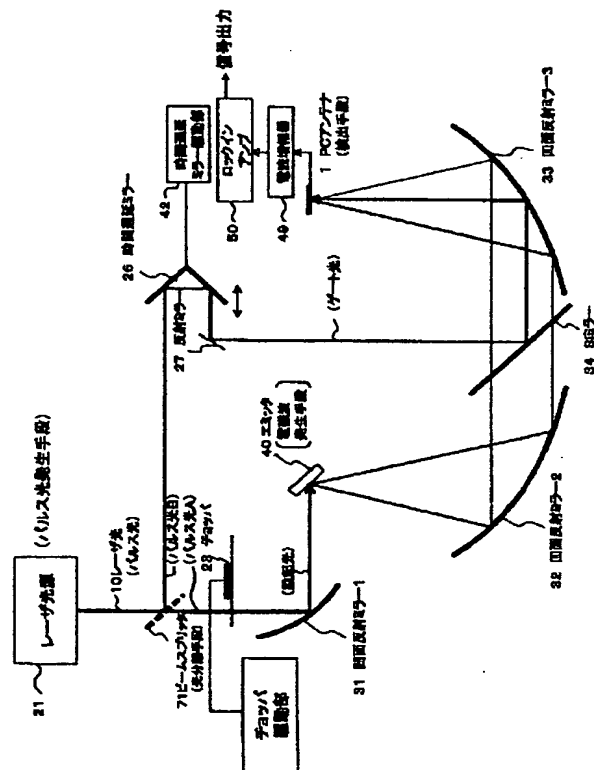 レーザ光源
(パルス光発生手段)
21
10 レーザ光
(パルス光)
(パルス光B)
(パルス光A)
71 ビームスプリッタ
(光分離手段)
23 チョッパ
チョッパ
駆動部
31 凹面反射ミラー1
(励起光)
40 エミッタ
電磁波
発生手段
26 時間遅延ミラー
27 反射ミラー
42
時間遅延
ミラー駆動部
50
ロックイン
アンプ
信号出力
49
電流増幅器
1 PCアンテナ
(検出手段)
(ゲート光)
32 凹面反射ミラー2
34 Siミラー
33 凹面反射ミラー3